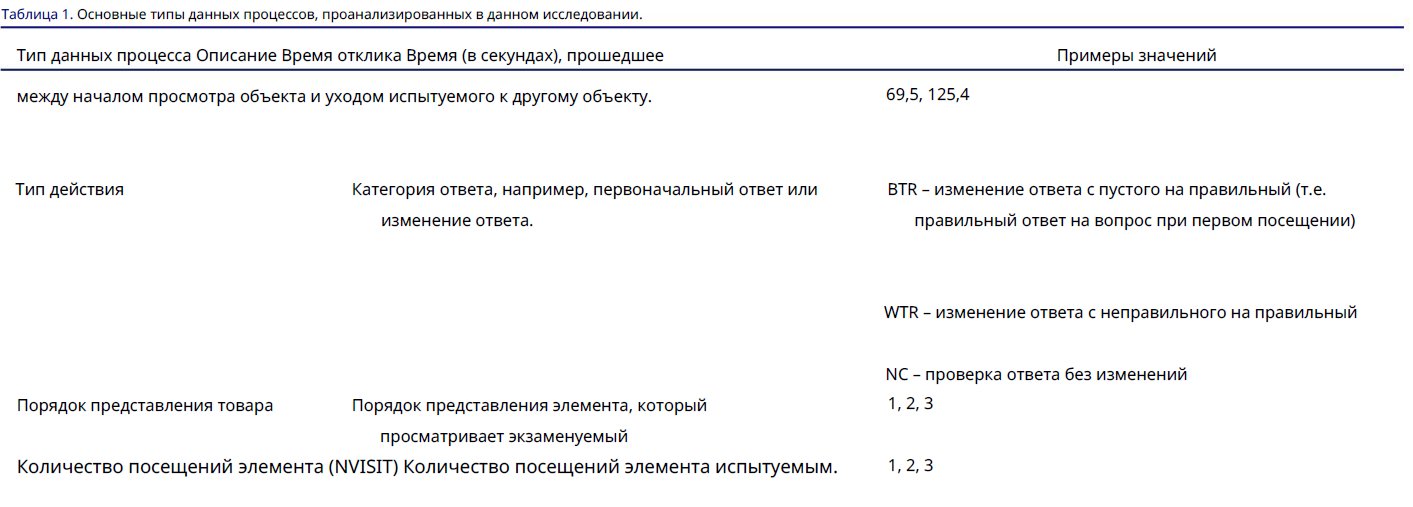 Таблица 1. Основные типы данных процессов, проанализированных в данном исследовании.
Тип данных процесса Описание Время отклика Время (в секундах), прошедшее Примеры значений
между началом просмотра объекта и уходом испытуемого к другому объекту. 69,5, 125,4
Тип действия Категория ответа, например, первоначальный ответ или BTR – изменение ответа с пустого на правильный (т.е.
изменение ответа. правильный ответ на вопрос при первом посещении)
WTR – изменение ответа с неправильного на правильный
NC – проверка ответа без изменений
Порядок представления товара Порядок представления элемента, который 1, 2, 3
просматривает экзаменуемый
Количество посещений элемента (NVISIT) Количество посещений элемента испытуемым. 1, 2, 3